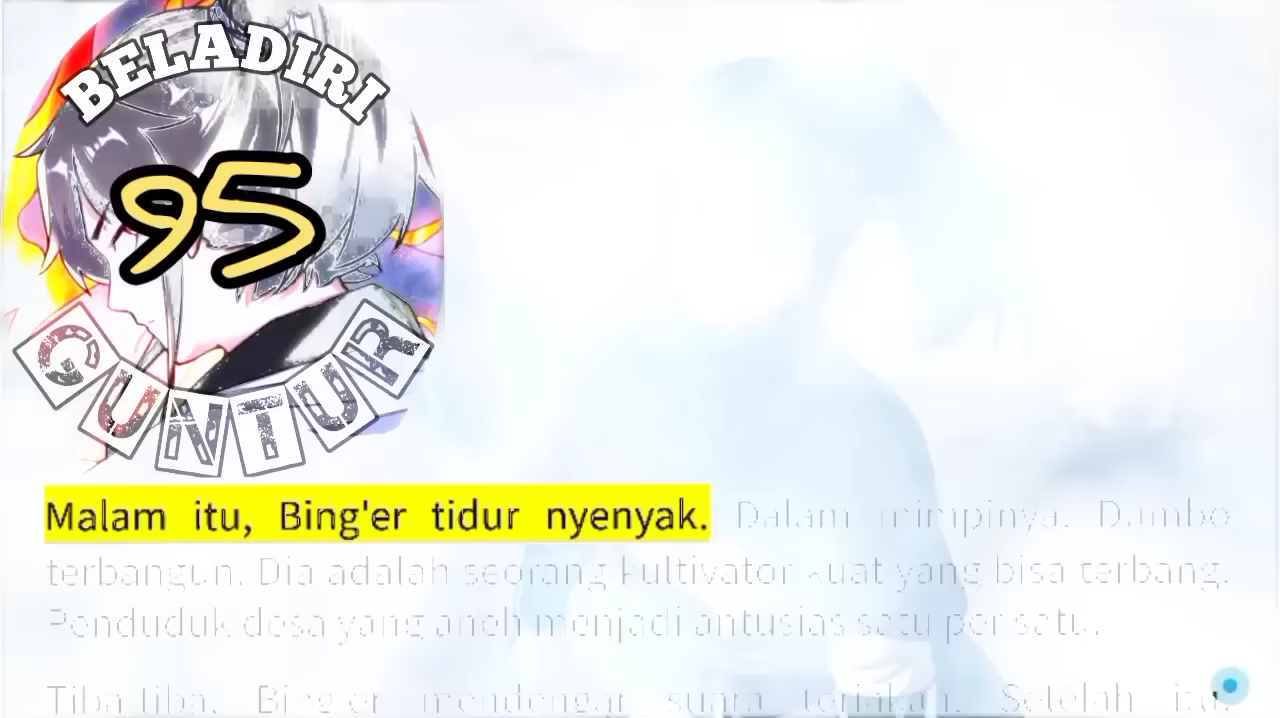 BELADIRI
95
GUNTUR
Malam itu, Bing'er tidur nyenyak. Dalam mimpinya. Dambo
terbangun. Dia adalah seorang kultivator kuat yang bisa terbang.
Penduduk desa yang aneh menjadi antusias satu per satu.
Tiba-tiba. Bing'er mendengar suara teriakan. Setelah itu,